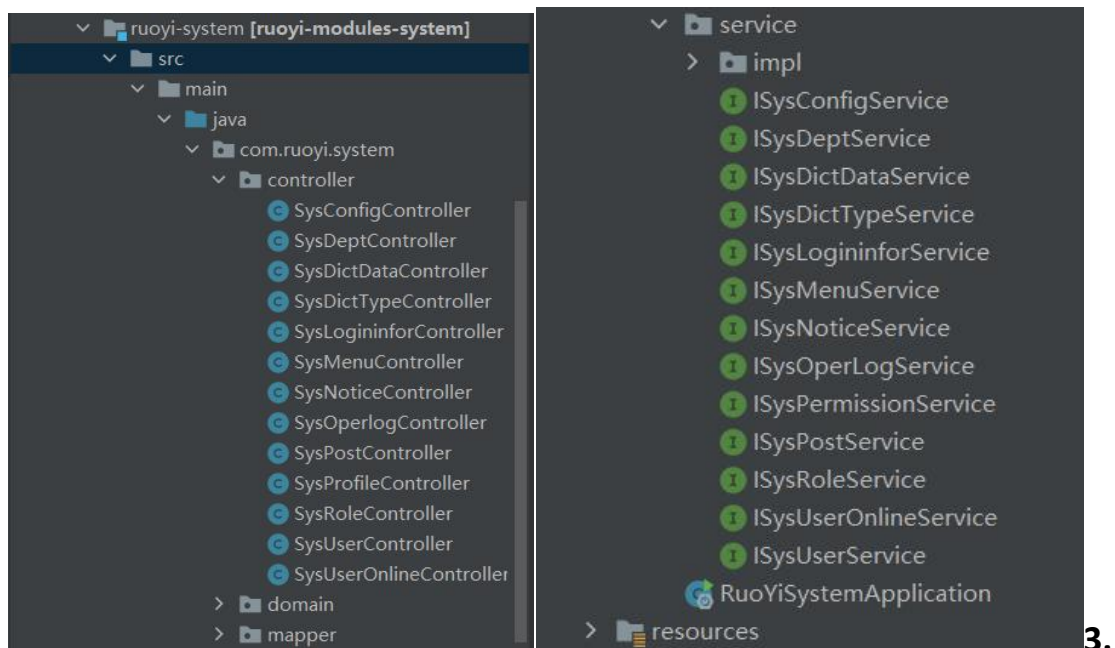 ruoyi-system [ruoyi-modules-system]
src
main
java
com.ruoyi.system
controller
SysConfigController
SysDeptController
SysDictDataController
SysDictTypeController
SysLogininforController
SysMenuController
SysNoticeController
SysOperlogController
SysPostController
SysProfileController
SysRoleController
SysUserController
SysUserOnlineController
domain
mapper
service
impl
ISysConfigService
ISysDeptService
ISysDictDataService
ISysDictTypeService
ISysLogininforService
ISysMenuService
ISysNoticeService
ISysOperLogService
ISysPermissionService
ISysPostService
ISysRoleService
ISysUserOnlineService
ISysUserService
RuoYiSystemApplication
resources
3.